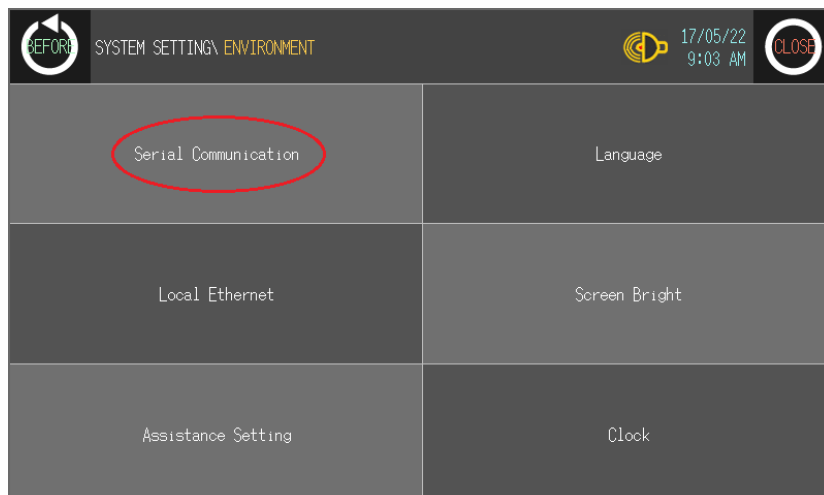 BEFORE
SYSTEM SETTING\ ENVIRONMENT
17/05/22
9:03 AM
CLOSE
Serial Communication
Language
Local Ethernet
Screen Bright
Assistance Setting
Clock